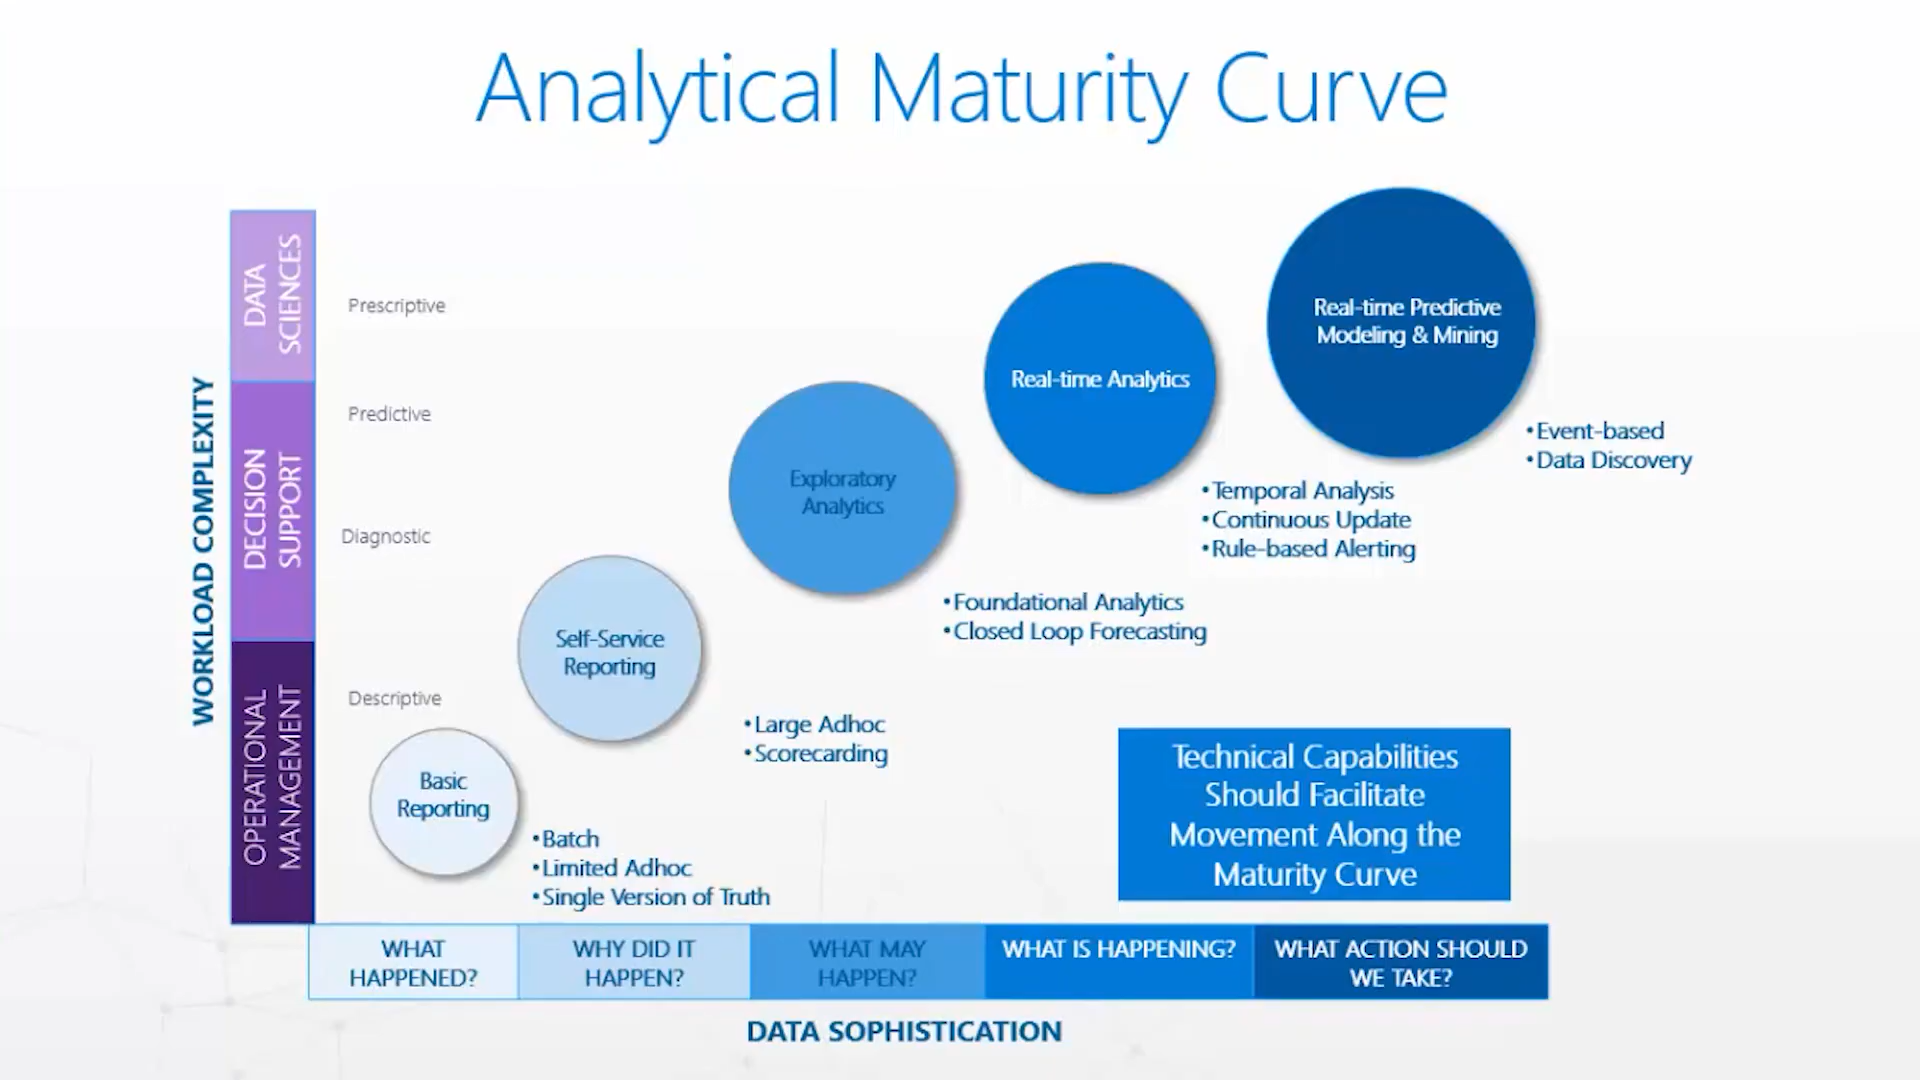 Analytical Maturity Curve
WORKLOAD COMPLEXITY
DATA
SCIENCES
DECISION
SUPPORT
OPERATIONAL
MANAGEMENT
Prescriptive
Predictive
Diagnostic
Descriptive
Basic
Reporting
•Batch
•Limited Adhoc
•Single Version of Truth
Self-Service
Reporting
•Large Adhoc
•Scorecarding
Exploratory
Analytics
•Foundational Analytics
•Closed Loop Forecasting
Real-time Analytics
•Temporal Analysis
•Continuous Update
•Rule-based Alerting
Real-time Predictive
Modeling & Mining
•Event-based
•Data Discovery
Technical Capabilities
Should Facilitate
Movement Along the
Maturity Curve
WHAT
HAPPENED?
WHY DID IT
HAPPEN?
WHAT MAY
HAPPEN?
WHAT IS HAPPENING?
WHAT ACTION SHOULD
WE TAKE?
DATA SOPHISTICATION